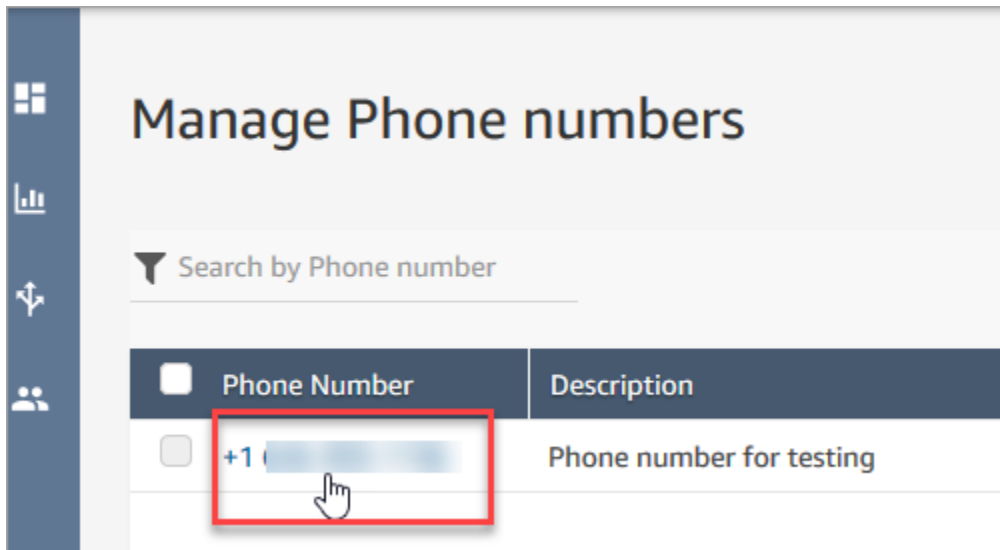 Manage Phone numbers
Search by Phone number
Phone Number Description
+1 Phone number for testing